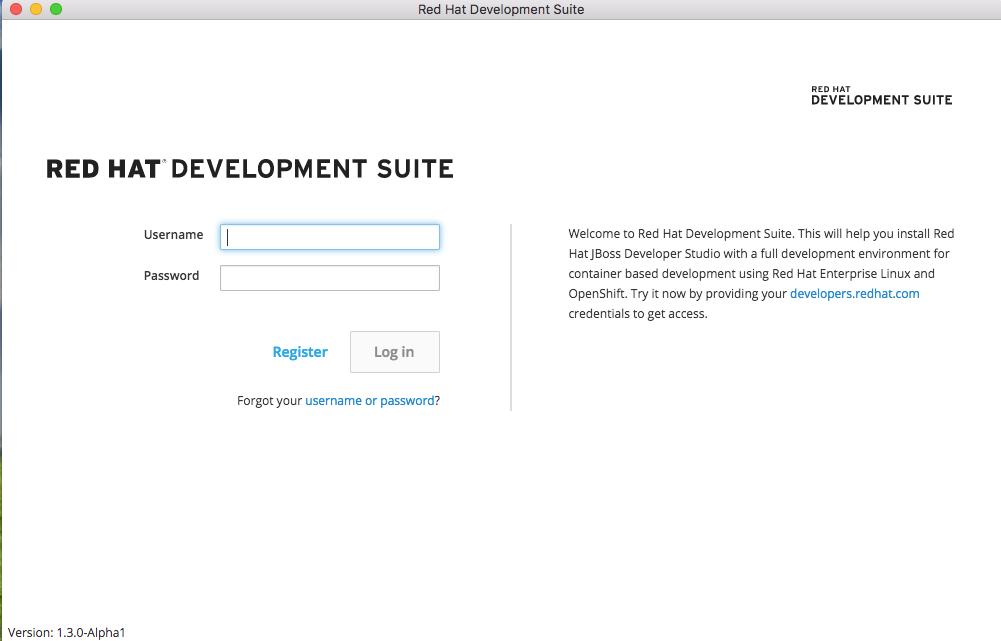 Red Hat Development Suite
RED HAT
DEVELOPMENT SUITE
RED HAT® DEVELOPMENT SUITE
Username
Password
Register
Log in
Forgot your username or password?
Welcome to Red Hat Development Suite. This will help you install Red
Hat JBoss Developer Studio with a full development environment for
container based development using Red Hat Enterprise Linux and
OpenShift. Try it now by providing your developers.redhat.com
credentials to get access.
Version: 1.3.0-Alpha1